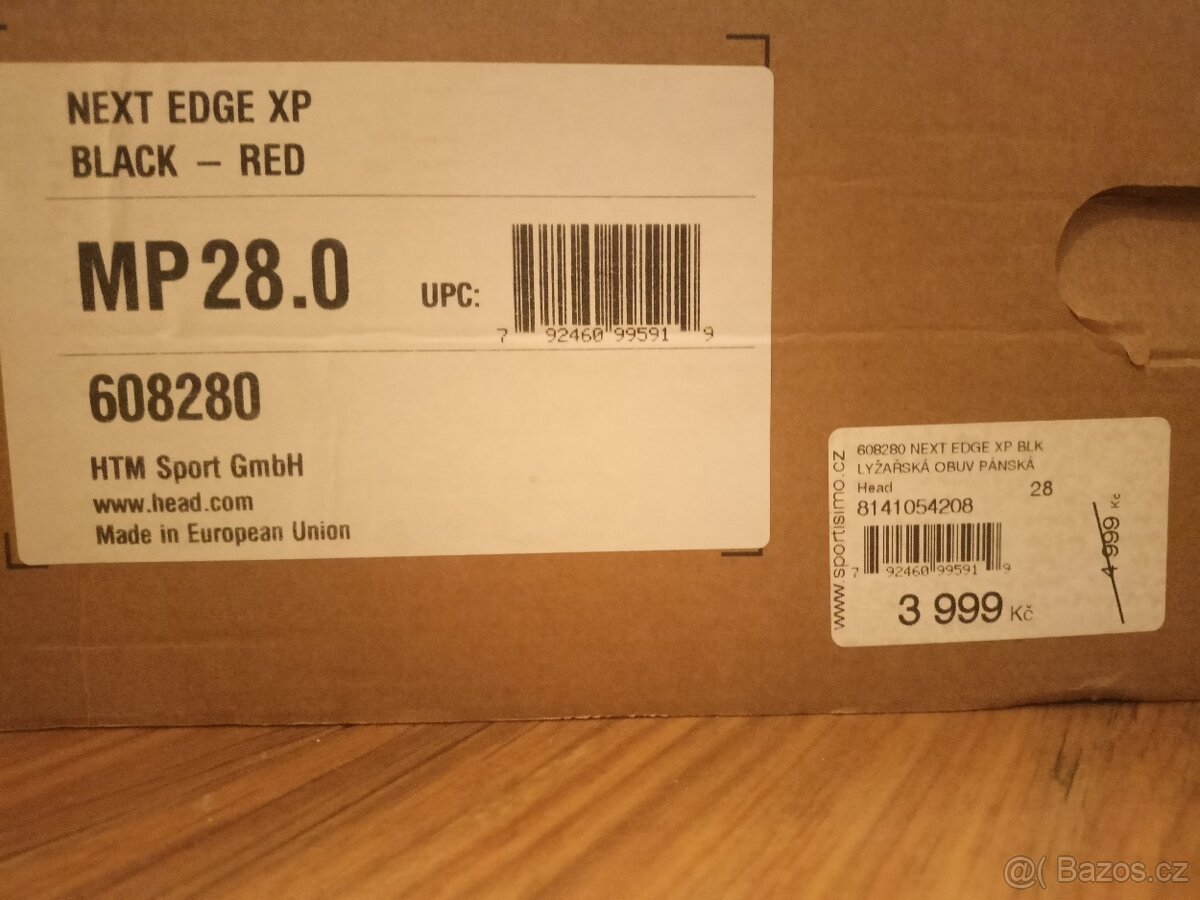 NEXT EDGE XP
BLACK – RED
MP 28.0
UPC:
7 92460 99591 9
608280
HTM Sport GmbH
www.head.com
Made in European Union
www.sportisimo.cz
608280 NEXT EDGE XP BLK
LYŽAŘSKÁ OBUV PÁNSKÁ
Head 28
8141054208
7 92460 99591 9
4 999 Kč
3 999 Kč
@( Bazos.cz